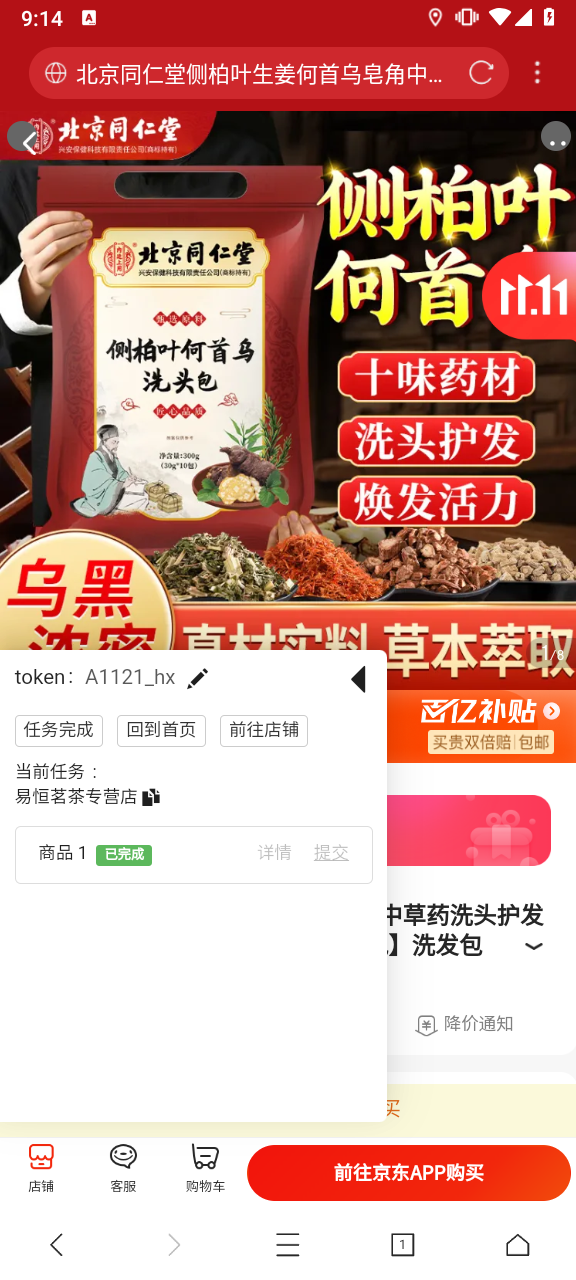 9:14
北京同仁堂侧柏叶生姜何首乌皂角中...
北京同仁堂
兴安保健科技有限责任公司(商标持有)
侧柏叶
何首
11.11
北京同仁堂
兴安保健科技有限责任公司(商标持有)
甄选原料
侧柏叶何首乌
洗头包
匠心品质
净含量:300g
(30g*10包)
十味药材
洗头护发
焕发活力
乌黑
浓密
真材实料 草本萃取
/8
token: A1121_hx
百亿补贴
买贵双倍赔 包邮
任务完成 回到首页 前往店铺
当前任务：
易恒茗茶专营店
商品 1 已完成 详情 提交
中草药洗头护发
】洗发包
降价通知
买
店铺 客服 购物车 前往京东APP购买
1